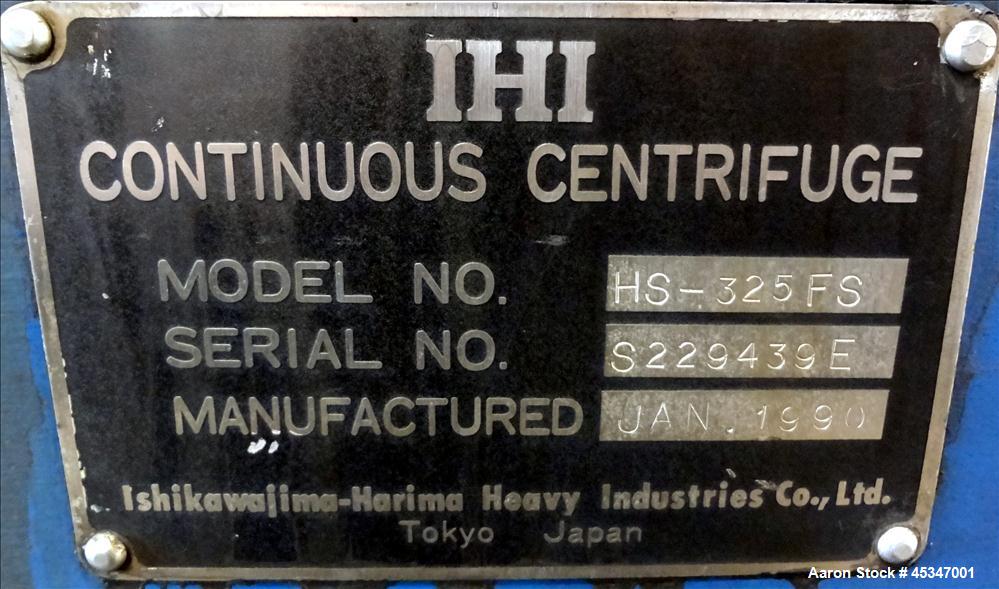 IHI
CONTINUOUS CENTRIFUGE
MODEL NO. HS-325FS
SERIAL NO. S229439E
MANUFACTURED JAN. 1990
Ishikawajima-Harima Heavy Industries Co., Ltd.
Tokyo Japan
Aaron Stock # 45347001